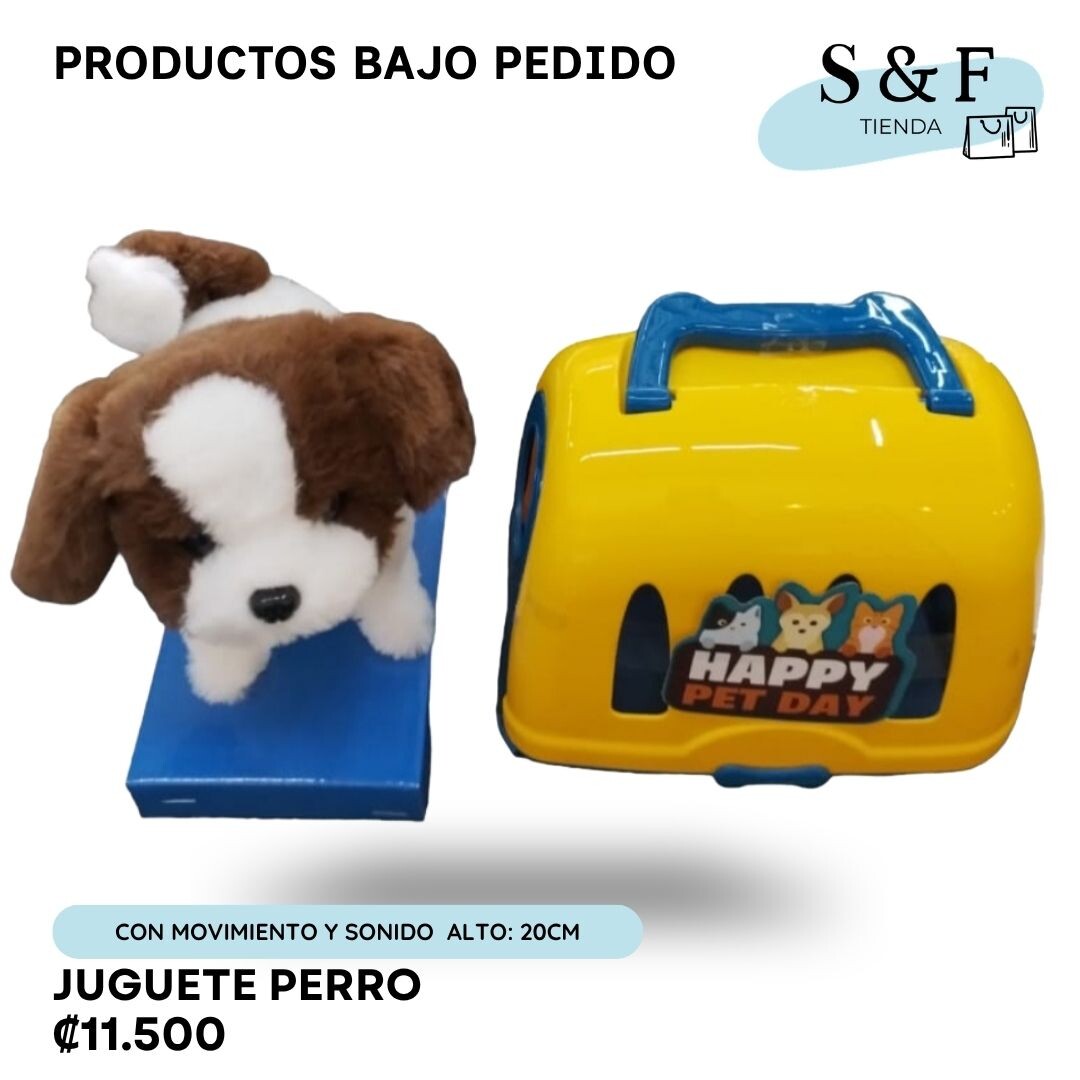 PRODUCTOS BAJO PEDIDO
S & F
TIENDA
HAPPY
PET DAY
CON MOVIMIENTO Y SONIDO ALTO: 20CM
JUGUETE PERRO
₡11.500